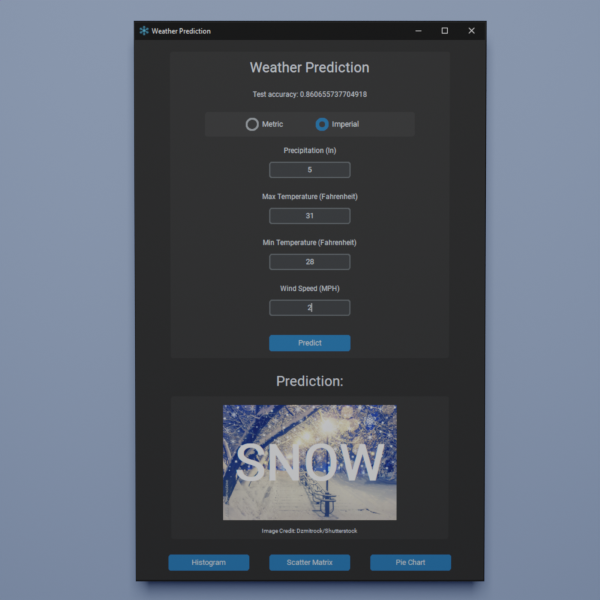 Weather Prediction
Weather Prediction
Test accuracy: 0.860655737704918
Metric
Imperial
Precipitation (In)
5
Max Temperature (Fahrenheit)
31
Min Temperature (Fahrenheit)
28
Wind Speed (MPH)
2
Predict
Prediction:
SNOW
Image Credit: Dzmitrock/Shutterstock
Histogram
Scatter Matrix
Pie Chart